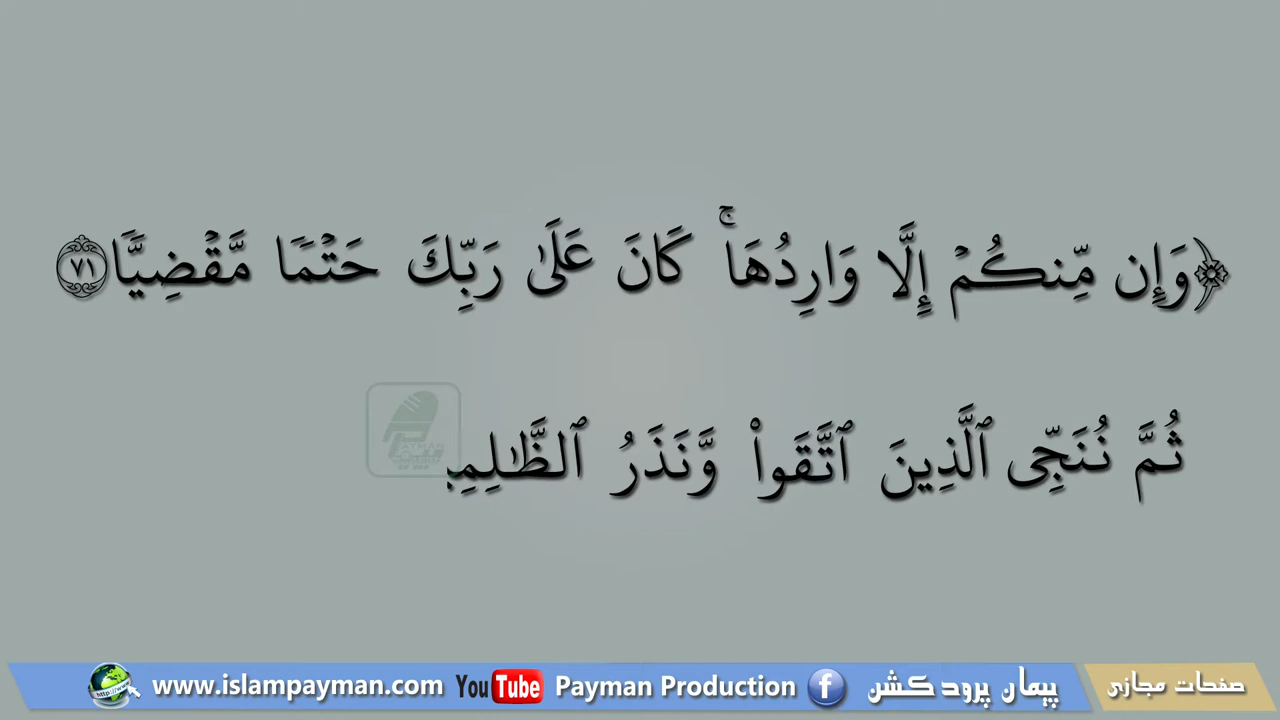 ﴿وَإِن مِّنكُمْ إِلَّا وَارِدُهَا ۚ كَانَ عَلَىٰ رَبِّكَ حَتْمًا مَّقْضِيًّا ۝٧١
ثُمَّ نُنَجِّى ٱلَّذِينَ ٱتَّقَوا۟ وَّنَذَرُ ٱلظَّـٰلِمِ
www.islampayman.com YouTube Payman Production f پیمان پرودکشن صفحات مجازی